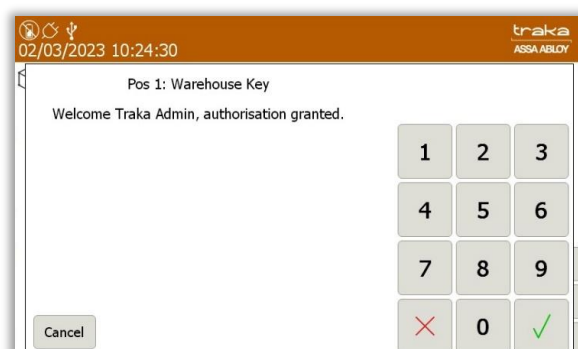 traka
02/03/2023 10:24:30
ASSA ABLOY
Pos 1: Warehouse Key
Welcome Traka Admin, authorisation granted.
1 2 3
4 5 6
7 8 9
0
Cancel